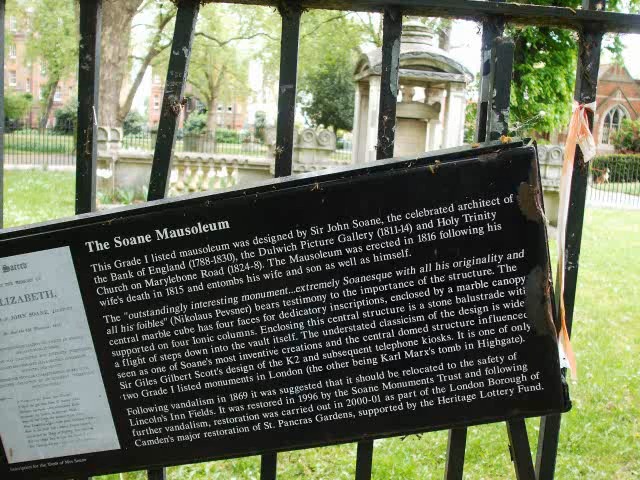 The Soane Mausoleum
This Grade I listed mausoleum was designed by Sir John Soane, the celebrated architect of
the Bank of England (1788-1830), the Dulwich Picture Gallery (1811-14) and Holy Trinity
Church on Marylebone Road (1824-8). The Mausoleum was erected in 1816 following his
wife's death in 1815 and entombs his wife and son as well as himself.
The "outstandingly interesting monument...extremely Soanesque with all his originality and
all his foibles" (Nikolaus Pevsner) bears testimony to the importance of the structure. The
central marble cube has four faces for dedicatory inscriptions, enclosed by a marble canopy
supported on four Ionic columns. Enclosing this central structure is a stone balustrade with
a flight of steps down into the vault itself. The understated classicism of the design is wide
seen as one of Soane's most inventive creations and the central domed structure influenced
Sir Giles Gilbert Scott's design of the K2 and subsequent telephone kiosks. It is one of only
two Grade I listed monuments in London (the other being Karl Marx's tomb in Highgate).
Following vandalism in 1869 it was suggested that it should be relocated to the safety of
Lincoln's Inn Fields. It was restored in 1996 by the Soane Monuments Trust and following
further vandalism, restoration was carried out in 2000-01 as part of the London Borough of
Camden's major restoration of St. Pancras Gardens, supported by the Heritage Lottery Fund.
Sacred
ELIZABETH,
JOHN SOANE,